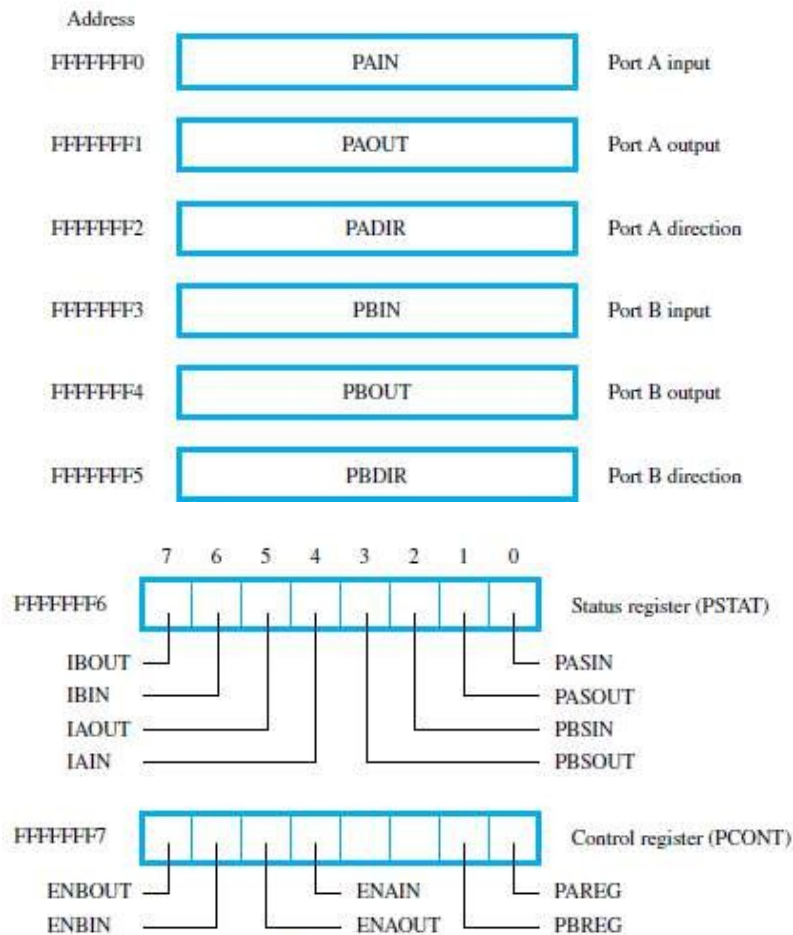 Address
FFFFFFF0 PAIN Port A input
FFFFFFF1 PAOUT Port A output
FFFFFFF2 PADIR Port A direction
FFFFFFF3 PBIN Port B input
FFFFFFF4 PBOUT Port B output
FFFFFFF5 PBDIR Port B direction
7 6 5 4 3 2 1 0
FFFFFFF6 Status register (PSTAT)
IBOUT PASIN
IBIN PASOUT
IAOUT PBSIN
IAIN PBSOUT
FFFFFFF7 Control register (PCONT)
ENBOUT ENAIN PAREG
ENBIN ENAOUT PBREG